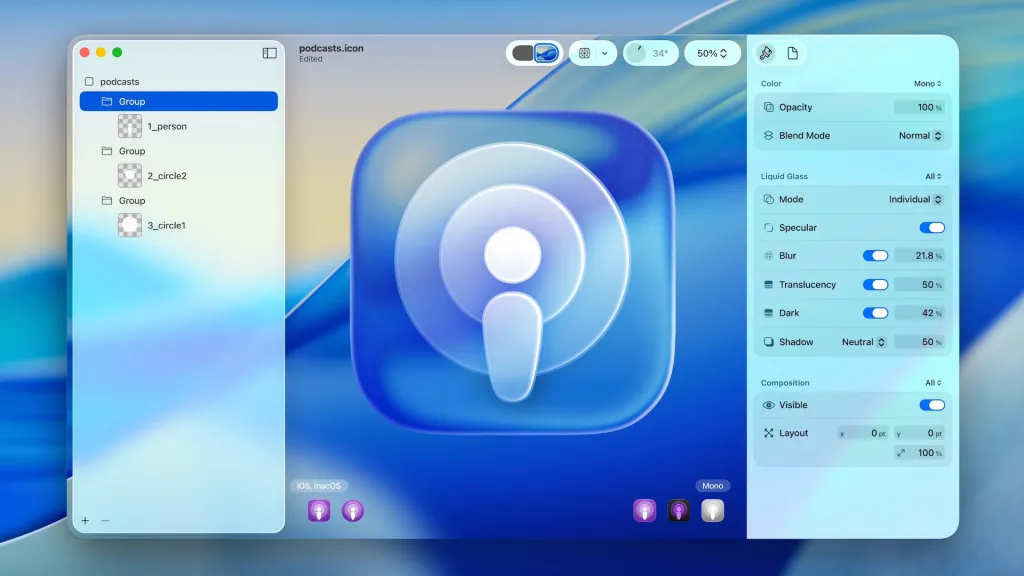 podcasts.icon
Edited
34°
50%
podcasts
Group
1_person
Group
2_circle2
Group
3_circle1
iOS, macOS
Mono
Color
Mono
Opacity
100 %
Blend Mode
Normal
Liquid Glass
All
Mode
Individual
Specular
Blur
21.8 %
Translucency
50 %
Dark
42 %
Shadow
Neutral
50 %
Composition
All
Visible
Layout
x 0 pt
y 0 pt
100 %